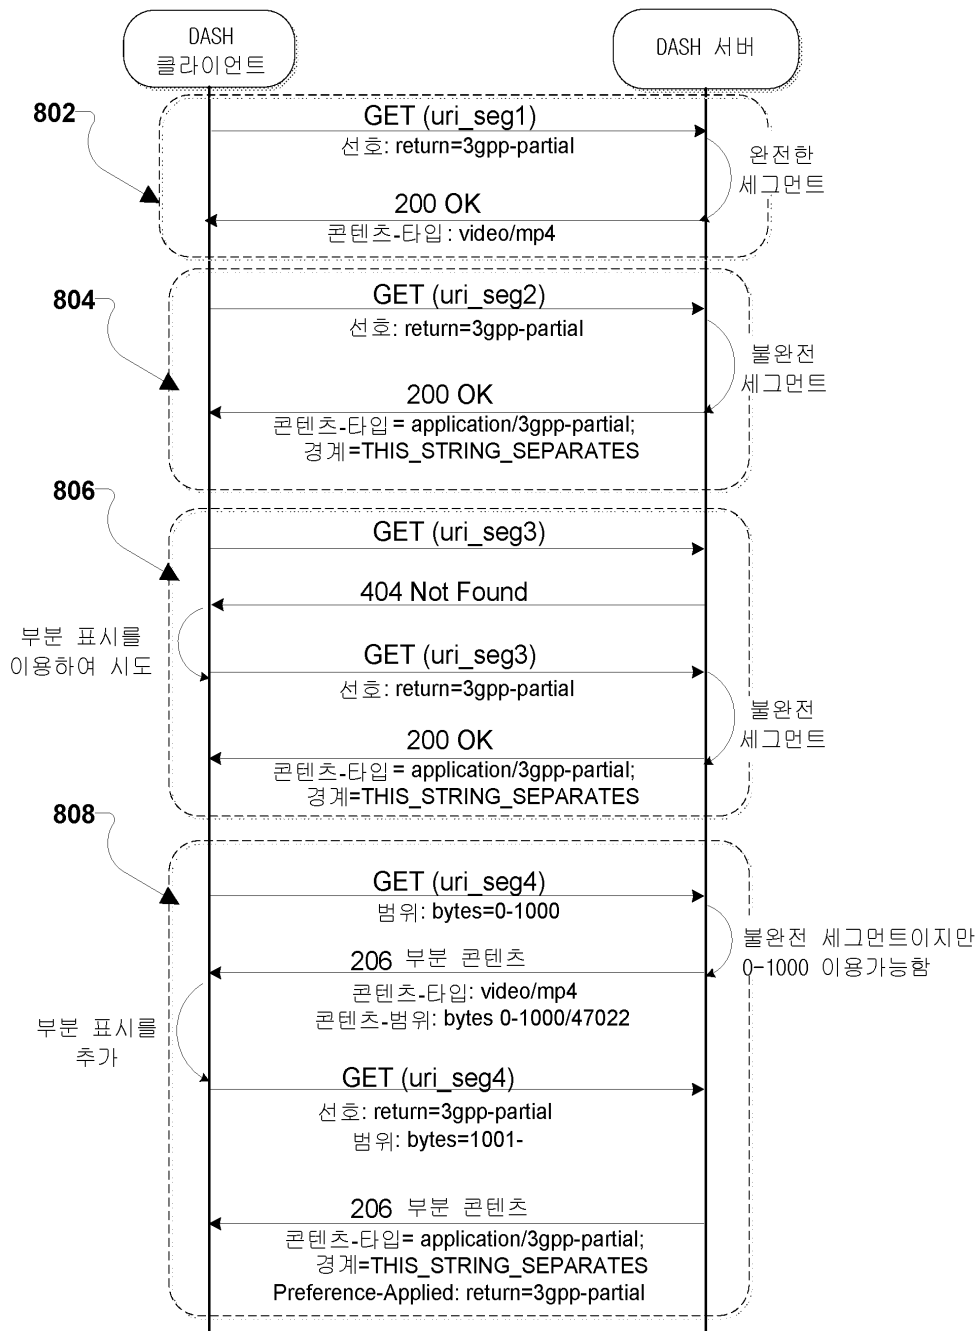 DASH
클라이언트
DASH 서버
802
GET (uri_seg1)
선호: return=3gpp-partial
완전한
세그먼트
200 OK
콘텐츠-타입: video/mp4
804
GET (uri_seg2)
선호: return=3gpp-partial
불완전
세그먼트
200 OK
콘텐츠-타입= application/3gpp-partial;
경계=THIS_STRING_SEPARATES
806
GET (uri_seg3)
404 Not Found
부분 표시를
이용하여 시도
GET (uri_seg3)
선호: return=3gpp-partial
불완전
세그먼트
200 OK
콘텐츠-타입= application/3gpp-partial;
경계=THIS_STRING_SEPARATES
808
GET (uri_seg4)
범위: bytes=0-1000
불완전 세그먼트이지만
0-1000 이용가능함
206 부분 콘텐츠
콘텐츠-타입: video/mp4
콘텐츠-범위: bytes 0-1000/47022
부분 표시를
추가
GET (uri_seg4)
선호: return=3gpp-partial
범위: bytes=1001-
206 부분 콘텐츠
콘텐츠-타입= application/3gpp-partial;
경계=THIS_STRING_SEPARATES
Preference-Applied: return=3gpp-partial